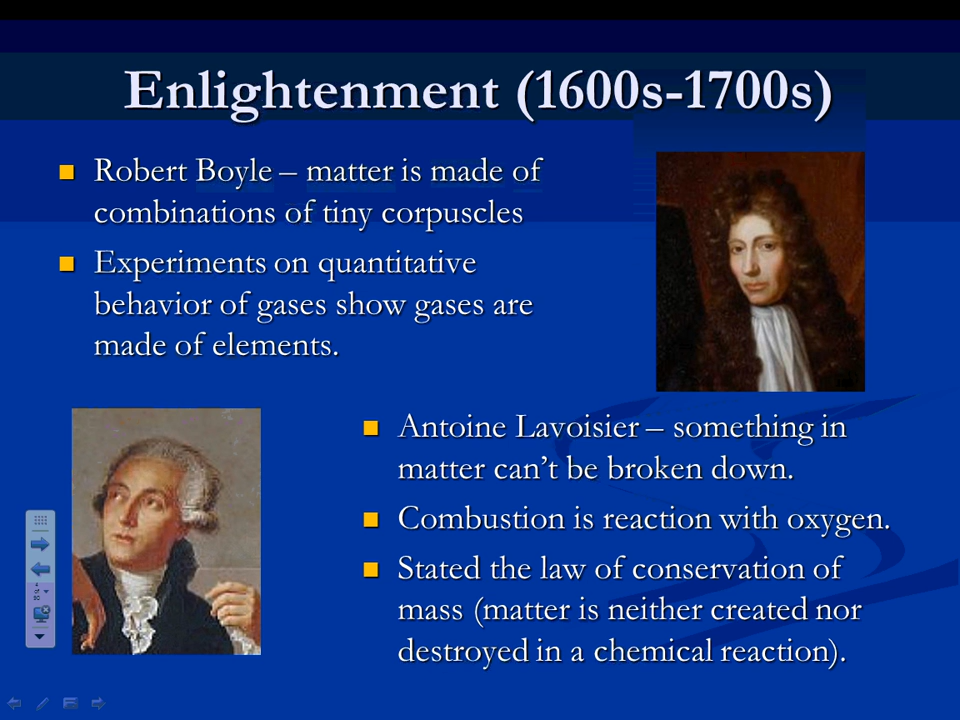 Enlightenment (1600s-1700s)
Robert Boyle – matter is made of
combinations of tiny corpuscles
Experiments on quantitative
behavior of gases show gases are
made of elements.
Antoine Lavoisier – something in
matter can’t be broken down.
Combustion is reaction with oxygen.
Stated the law of conservation of
mass (matter is neither created nor
destroyed in a chemical reaction).